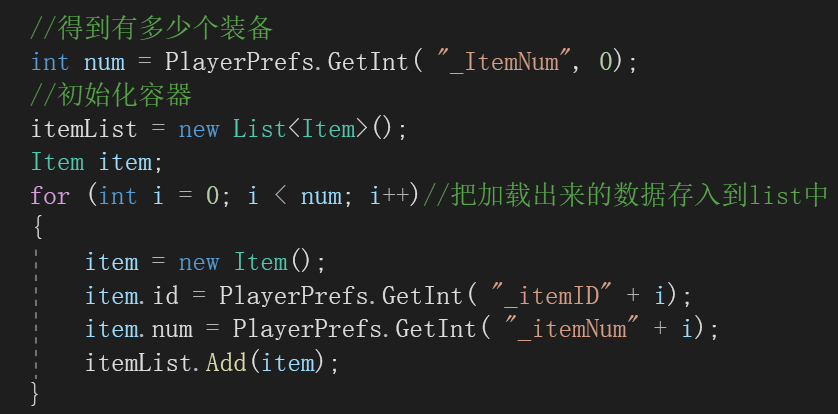 //得到有多少个装备
int num = PlayerPrefs.GetInt( "_ItemNum", 0);
//初始化容器
itemList = new List<Item>();
Item item;
for (int i = 0; i < num; i++)//把加载出来的数据存入到list中
{
    item = new Item();
    item.id = PlayerPrefs.GetInt( "_itemID" + i);
    item.num = PlayerPrefs.GetInt( "_itemNum" + i);
    itemList.Add(item);
}